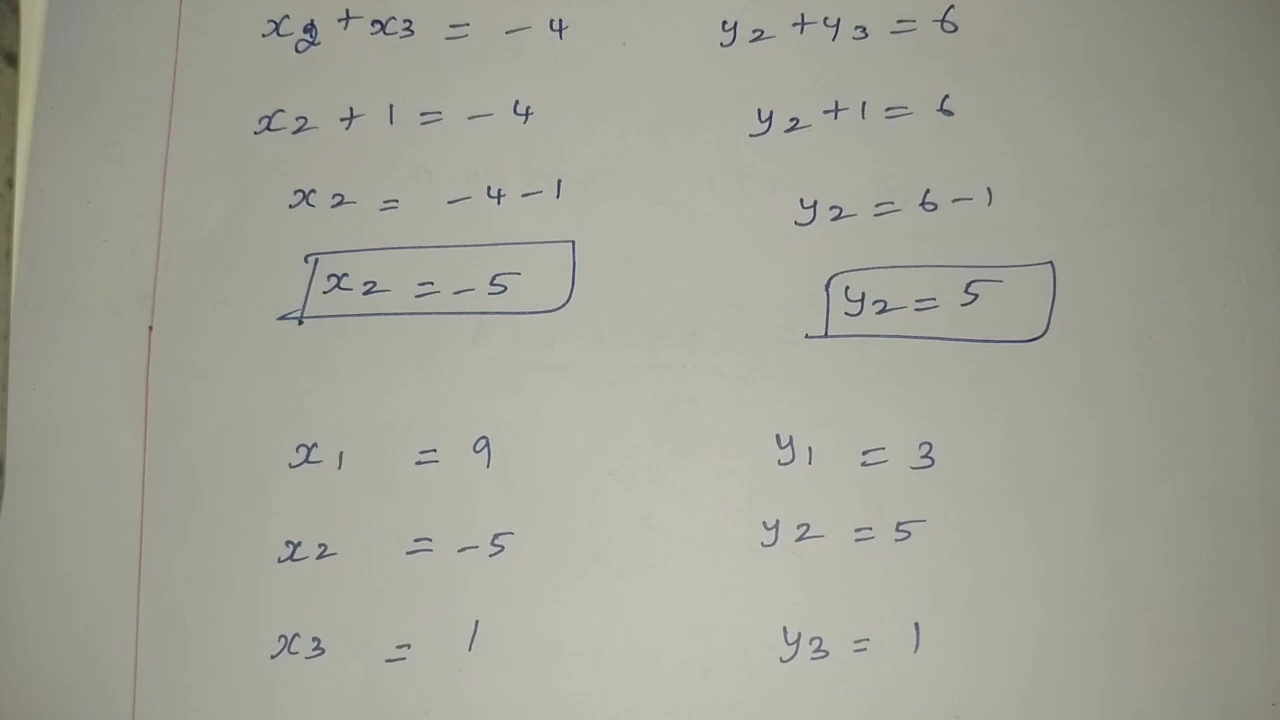 x2 + x3 = - 4 y2 + y3 = 6
x2 + 1 = - 4 y2 + 1 = 6
x2 = - 4 - 1 y2 = 6 - 1
x2 = - 5 y2 = 5
x1 = 9 y1 = 3
x2 = - 5 y2 = 5
x3 = 1 y3 = 1